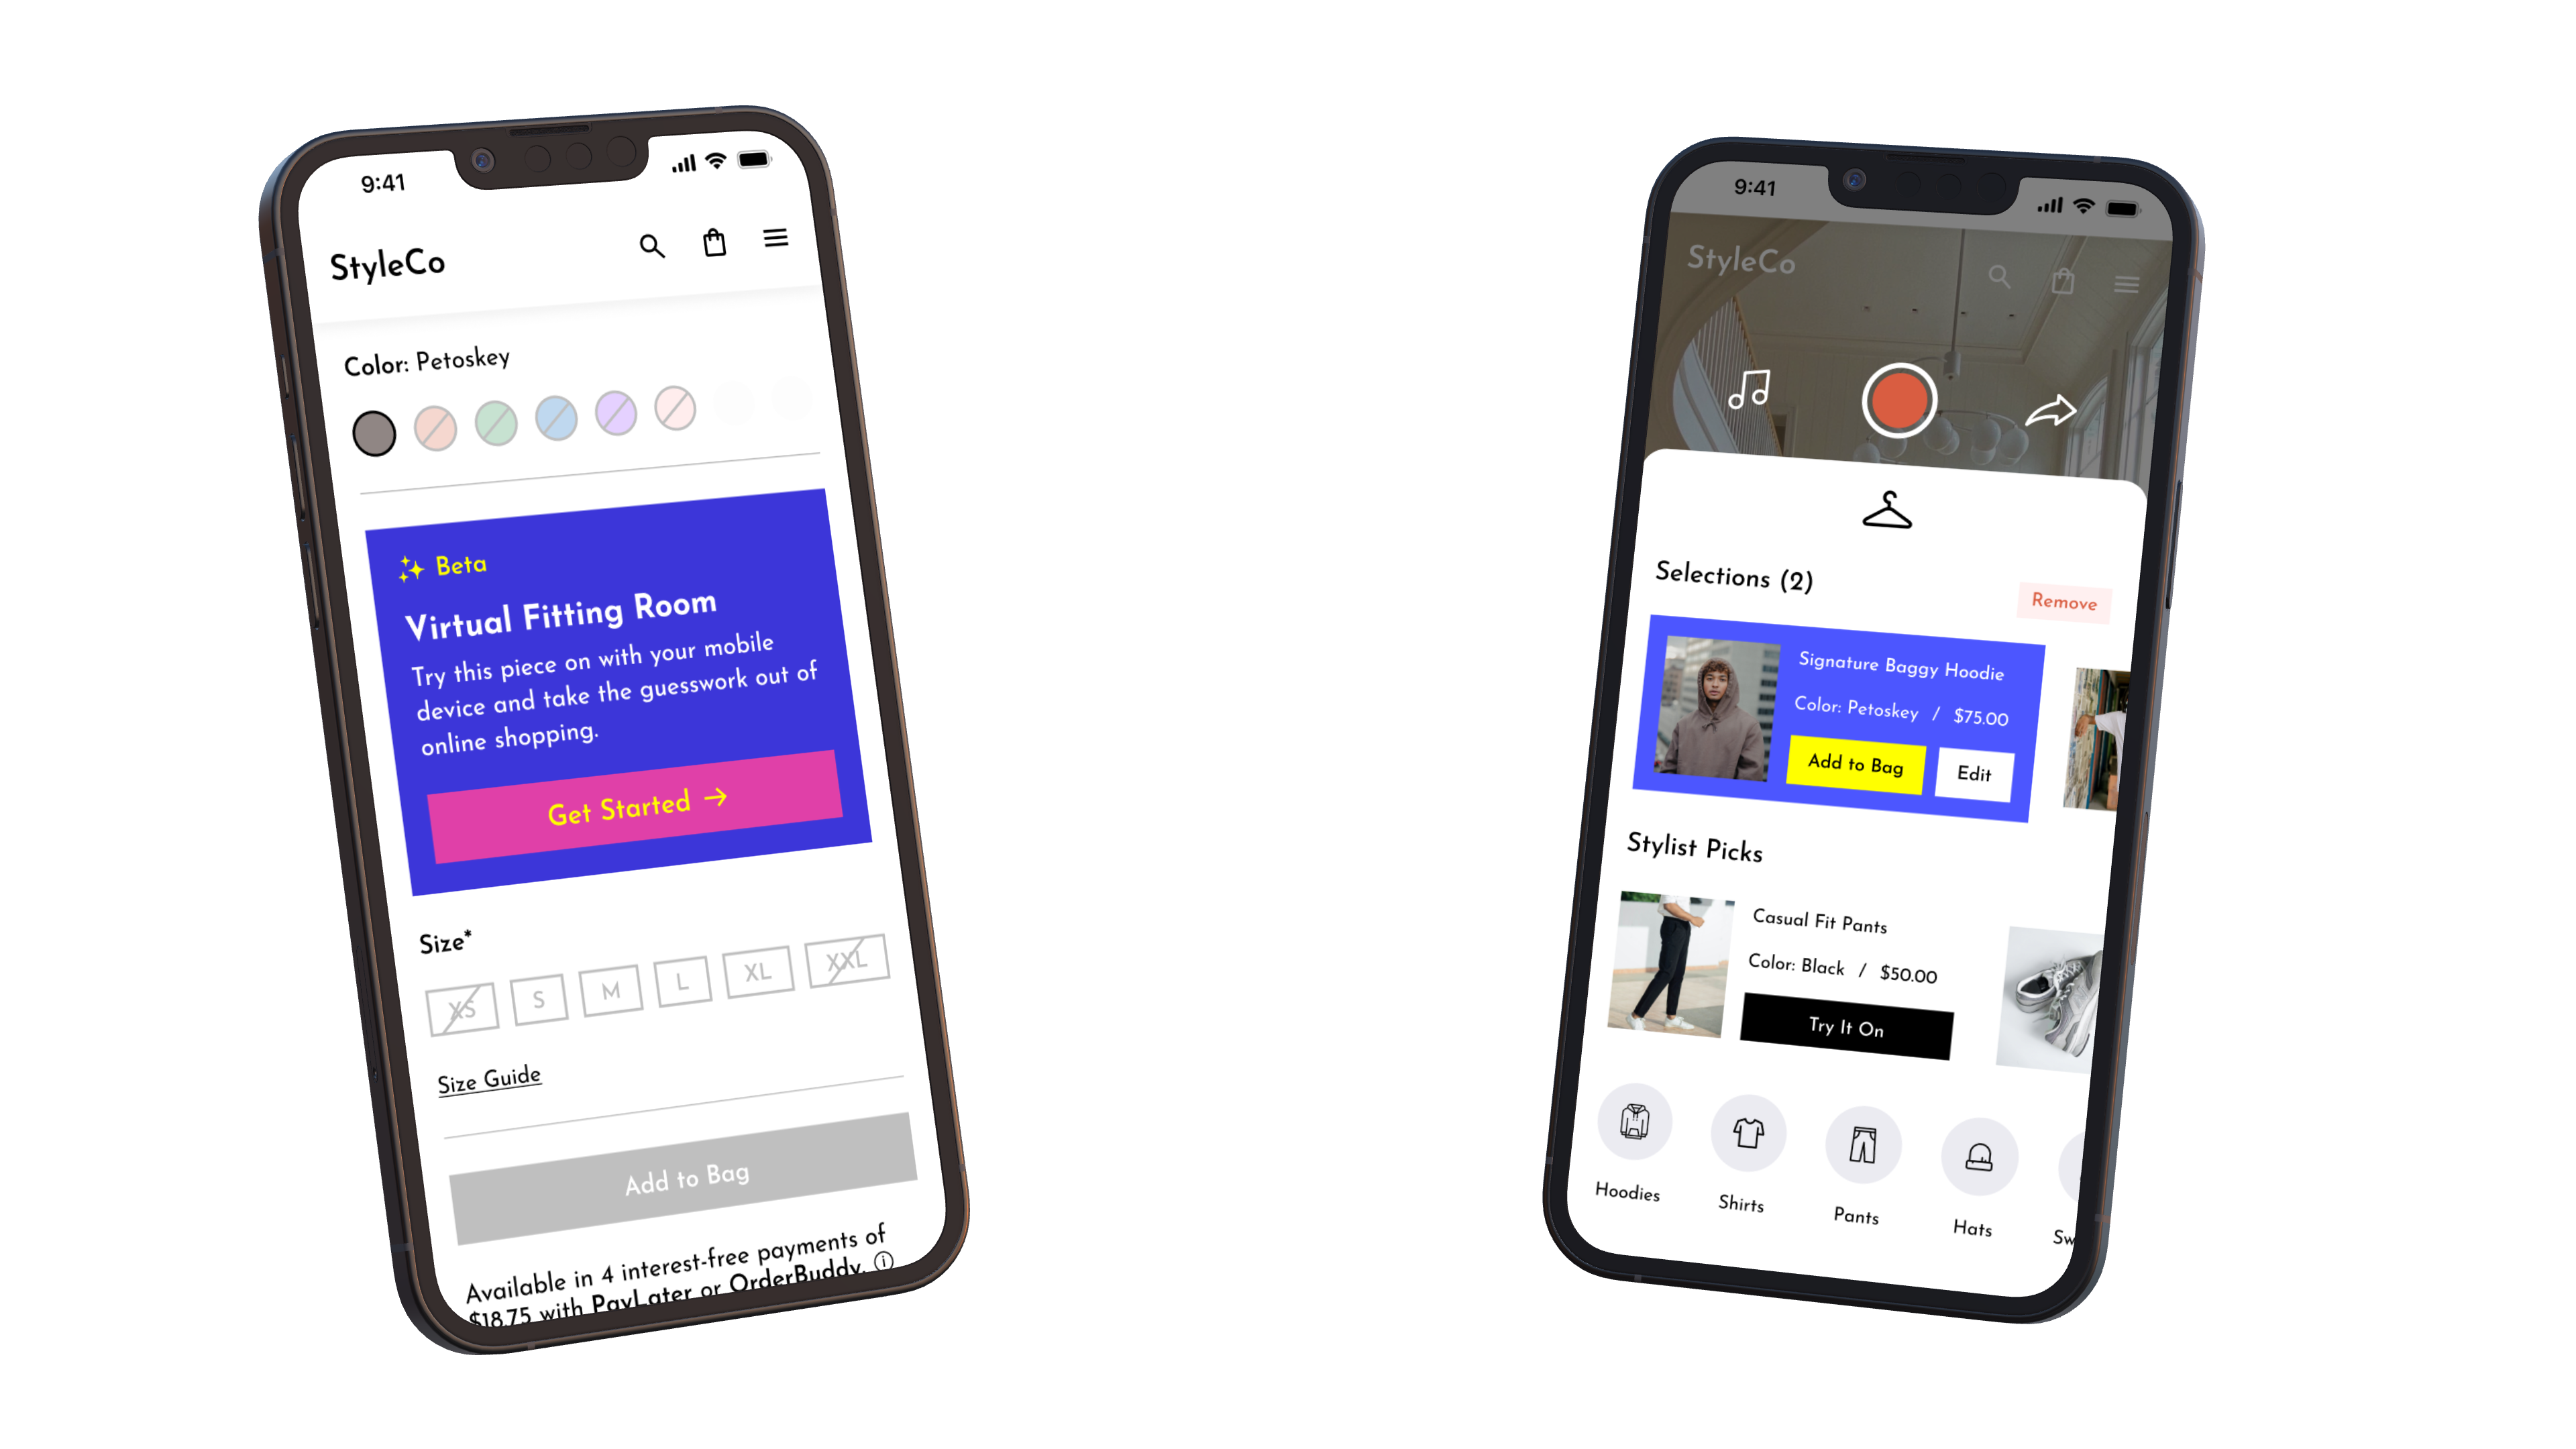 9:41
StyleCo
Color: Petoskey
Beta
Virtual Fitting Room
Try this piece on with your mobile
device and take the guesswork out of
online shopping.
Get Started →
Size*
XS S M L XL XXL
Size Guide
Add to Bag
Available in 4 interest-free payments of
$18.75 with PayLater or OrderBuddy.
9:41
StyleCo
Selections (2)
Remove
Signature Baggy Hoodie
Color: Petoskey / $75.00
Add to Bag Edit
Stylist Picks
Casual Fit Pants
Color: Black / $50.00
Try It On
Hoodies Shirts Pants Hats Sw